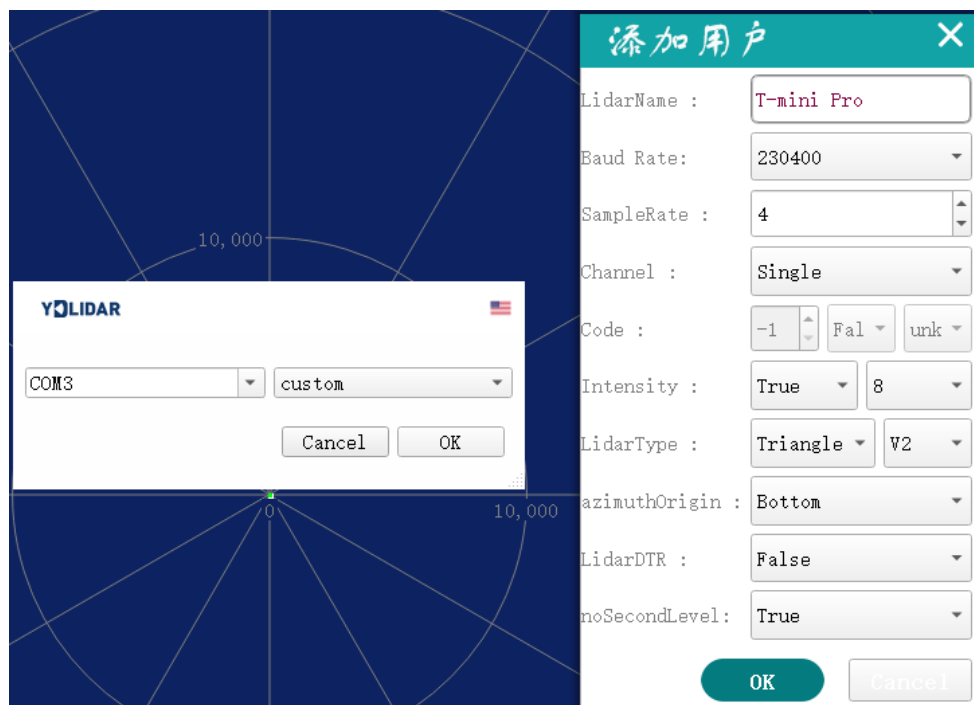 添加用户
LidarName :
T-mini Pro
Baud Rate:
230400
SampleRate :
4
Channel :
Single
Code :
-1
Fal
unk
Intensity :
True
8
LidarType :
Triangle
V2
azimuthOrigin :
Bottom
LidarDTR :
False
noSecondLevel:
True
OK
Cancel
10,000
YDLIDAR
COM3
custom
Cancel
OK
0
10,000